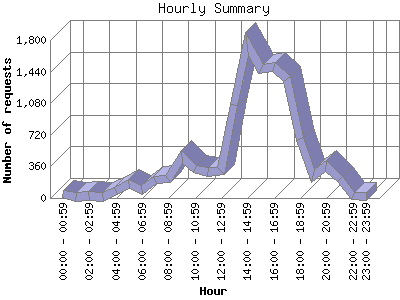 Hourly Summary
Number of requests
1,800
1,440
1,080
720
360
0
00:00 - 00:59
02:00 - 02:59
04:00 - 04:59
06:00 - 06:59
08:00 - 08:59
10:00 - 10:59
12:00 - 12:59
14:00 - 14:59
16:00 - 16:59
18:00 - 18:59
20:00 - 20:59
22:00 - 22:59
23:00 - 23:59
Hour